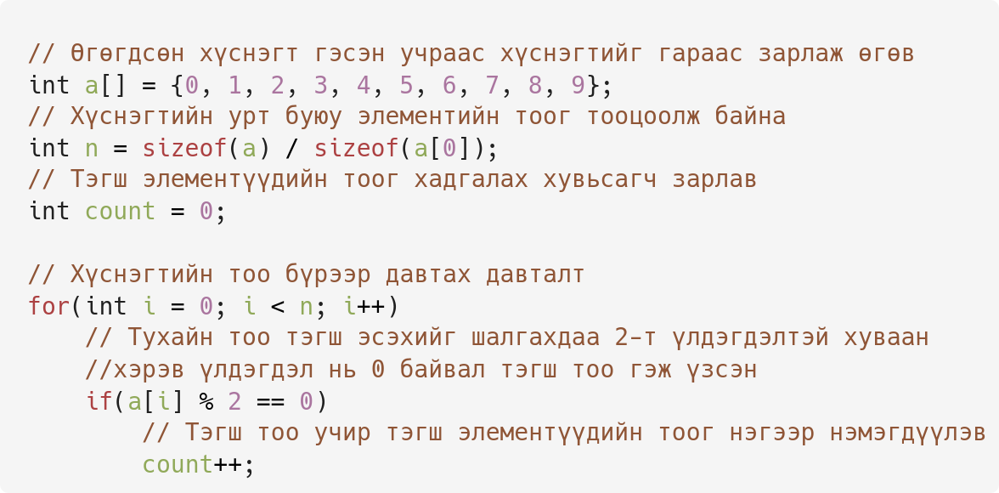 // Өгөгдсөн хүснэгт гэсэн учраас хүснэгтийг гараас зарлаж өгөв
int a[] = {0, 1, 2, 3, 4, 5, 6, 7, 8, 9};
// Хүснэгтийн урт буюу элементийн тоог тооцоолж байна
int n = sizeof(a) / sizeof(a[0]);
// Тэгш элементүүдийн тоог хадгалах хувьсагч зарлав
int count = 0;
// Хүснэгтийн тоо бүрээр давтах давталт
for(int i = 0; i < n; i++)
    // Тухайн тоо тэгш эсэхийг шалгахдаа 2-т үлдэгдэлтэй хуваан
    //хэрэв үлдэгдэл нь 0 байвал тэгш тоо гэж үзсэн
    if(a[i] % 2 == 0)
        // Тэгш тоо учир тэгш элементүүдийн тоог нэгээр нэмэгдүүлэв
        count++;